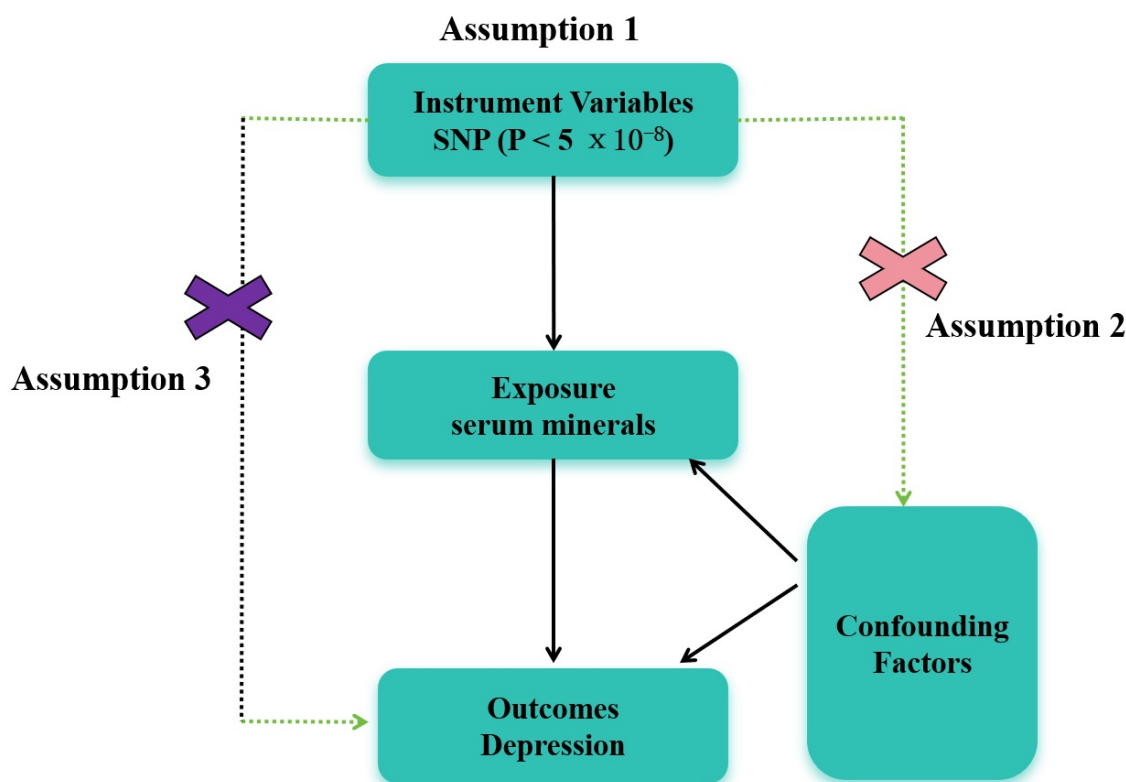 Assumption 1
Instrument Variables
SNP (P < 5 × 10⁻⁸)
Assumption 2
Assumption 3
Exposure
serum minerals
Confounding
Factors
Outcomes
Depression